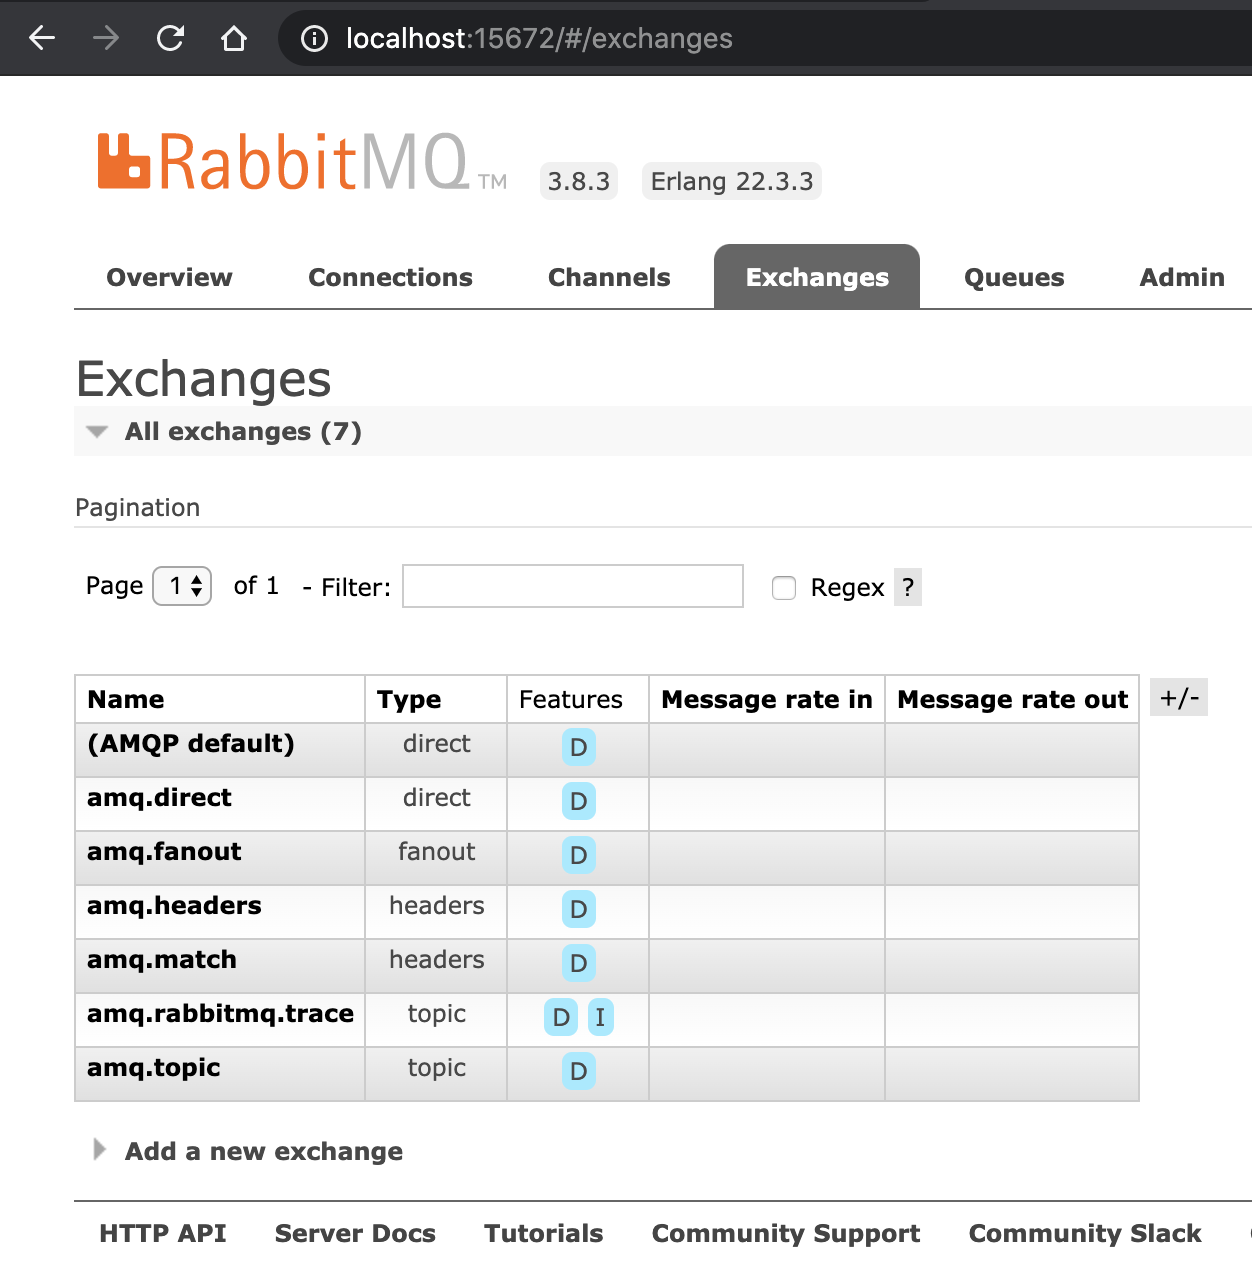 localhost:15672/#/exchanges
RabbitMQ TM 3.8.3 Erlang 22.3.3
Overview Connections Channels Exchanges Queues Admin
Exchanges
All exchanges (7)
Pagination
Page 1 of 1 - Filter: Regex ?
Name Type Features Message rate in Message rate out +/-
(AMQP default) direct D
amq.direct direct D
amq.fanout fanout D
amq.headers headers D
amq.match headers D
amq.rabbitmq.trace topic D I
amq.topic topic D
Add a new exchange
HTTP API Server Docs Tutorials Community Support Community Slack